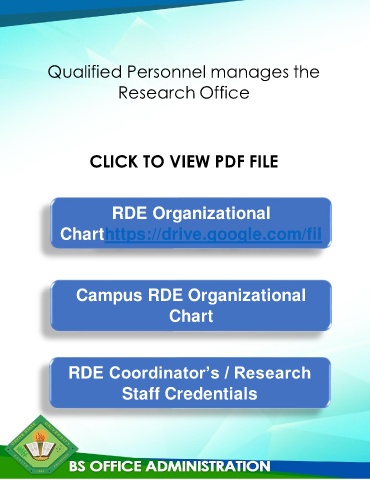 Qualified Personnel manages the
Research Office
CLICK TO VIEW PDF FILE
RDE Organizational
Charthttps://drive.google.com/fil
Campus RDE Organizational
Chart
RDE Coordinator’s / Research
Staff Credentials
BS OFFICE ADMINISTRATION